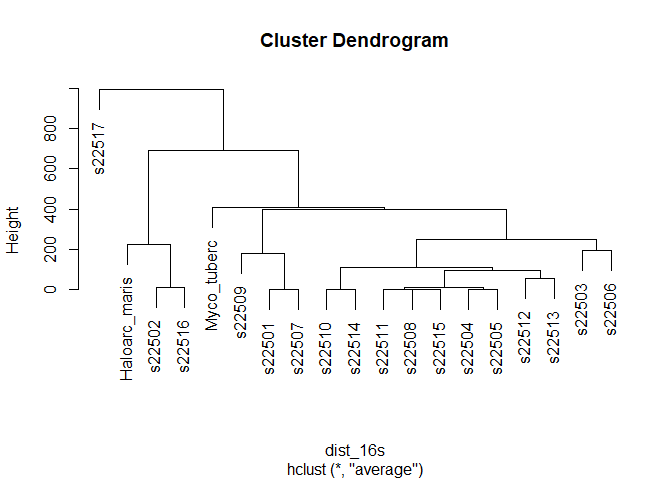 Cluster Dendrogram
Height
0 200 400 600 800
s22517
Haloarc_maris
s22502
s22516
Myco_tuberc
s22509
s22501
s22507
s22510
s22514
s22511
s22508
s22515
s22504
s22505
s22512
s22513
s22503
s22506
dist_16s
hclust (*, "average")